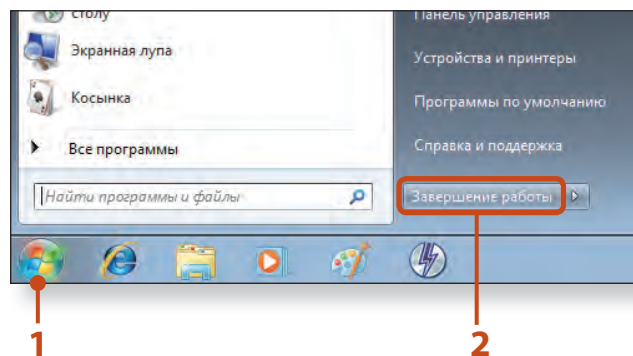 столу
Экранная лупа
Косынка
Все программы
Найти программы и файлы
Панель управления
Устройства и принтеры
Программы по умолчанию
Справка и поддержка
Завершение работы
1
2